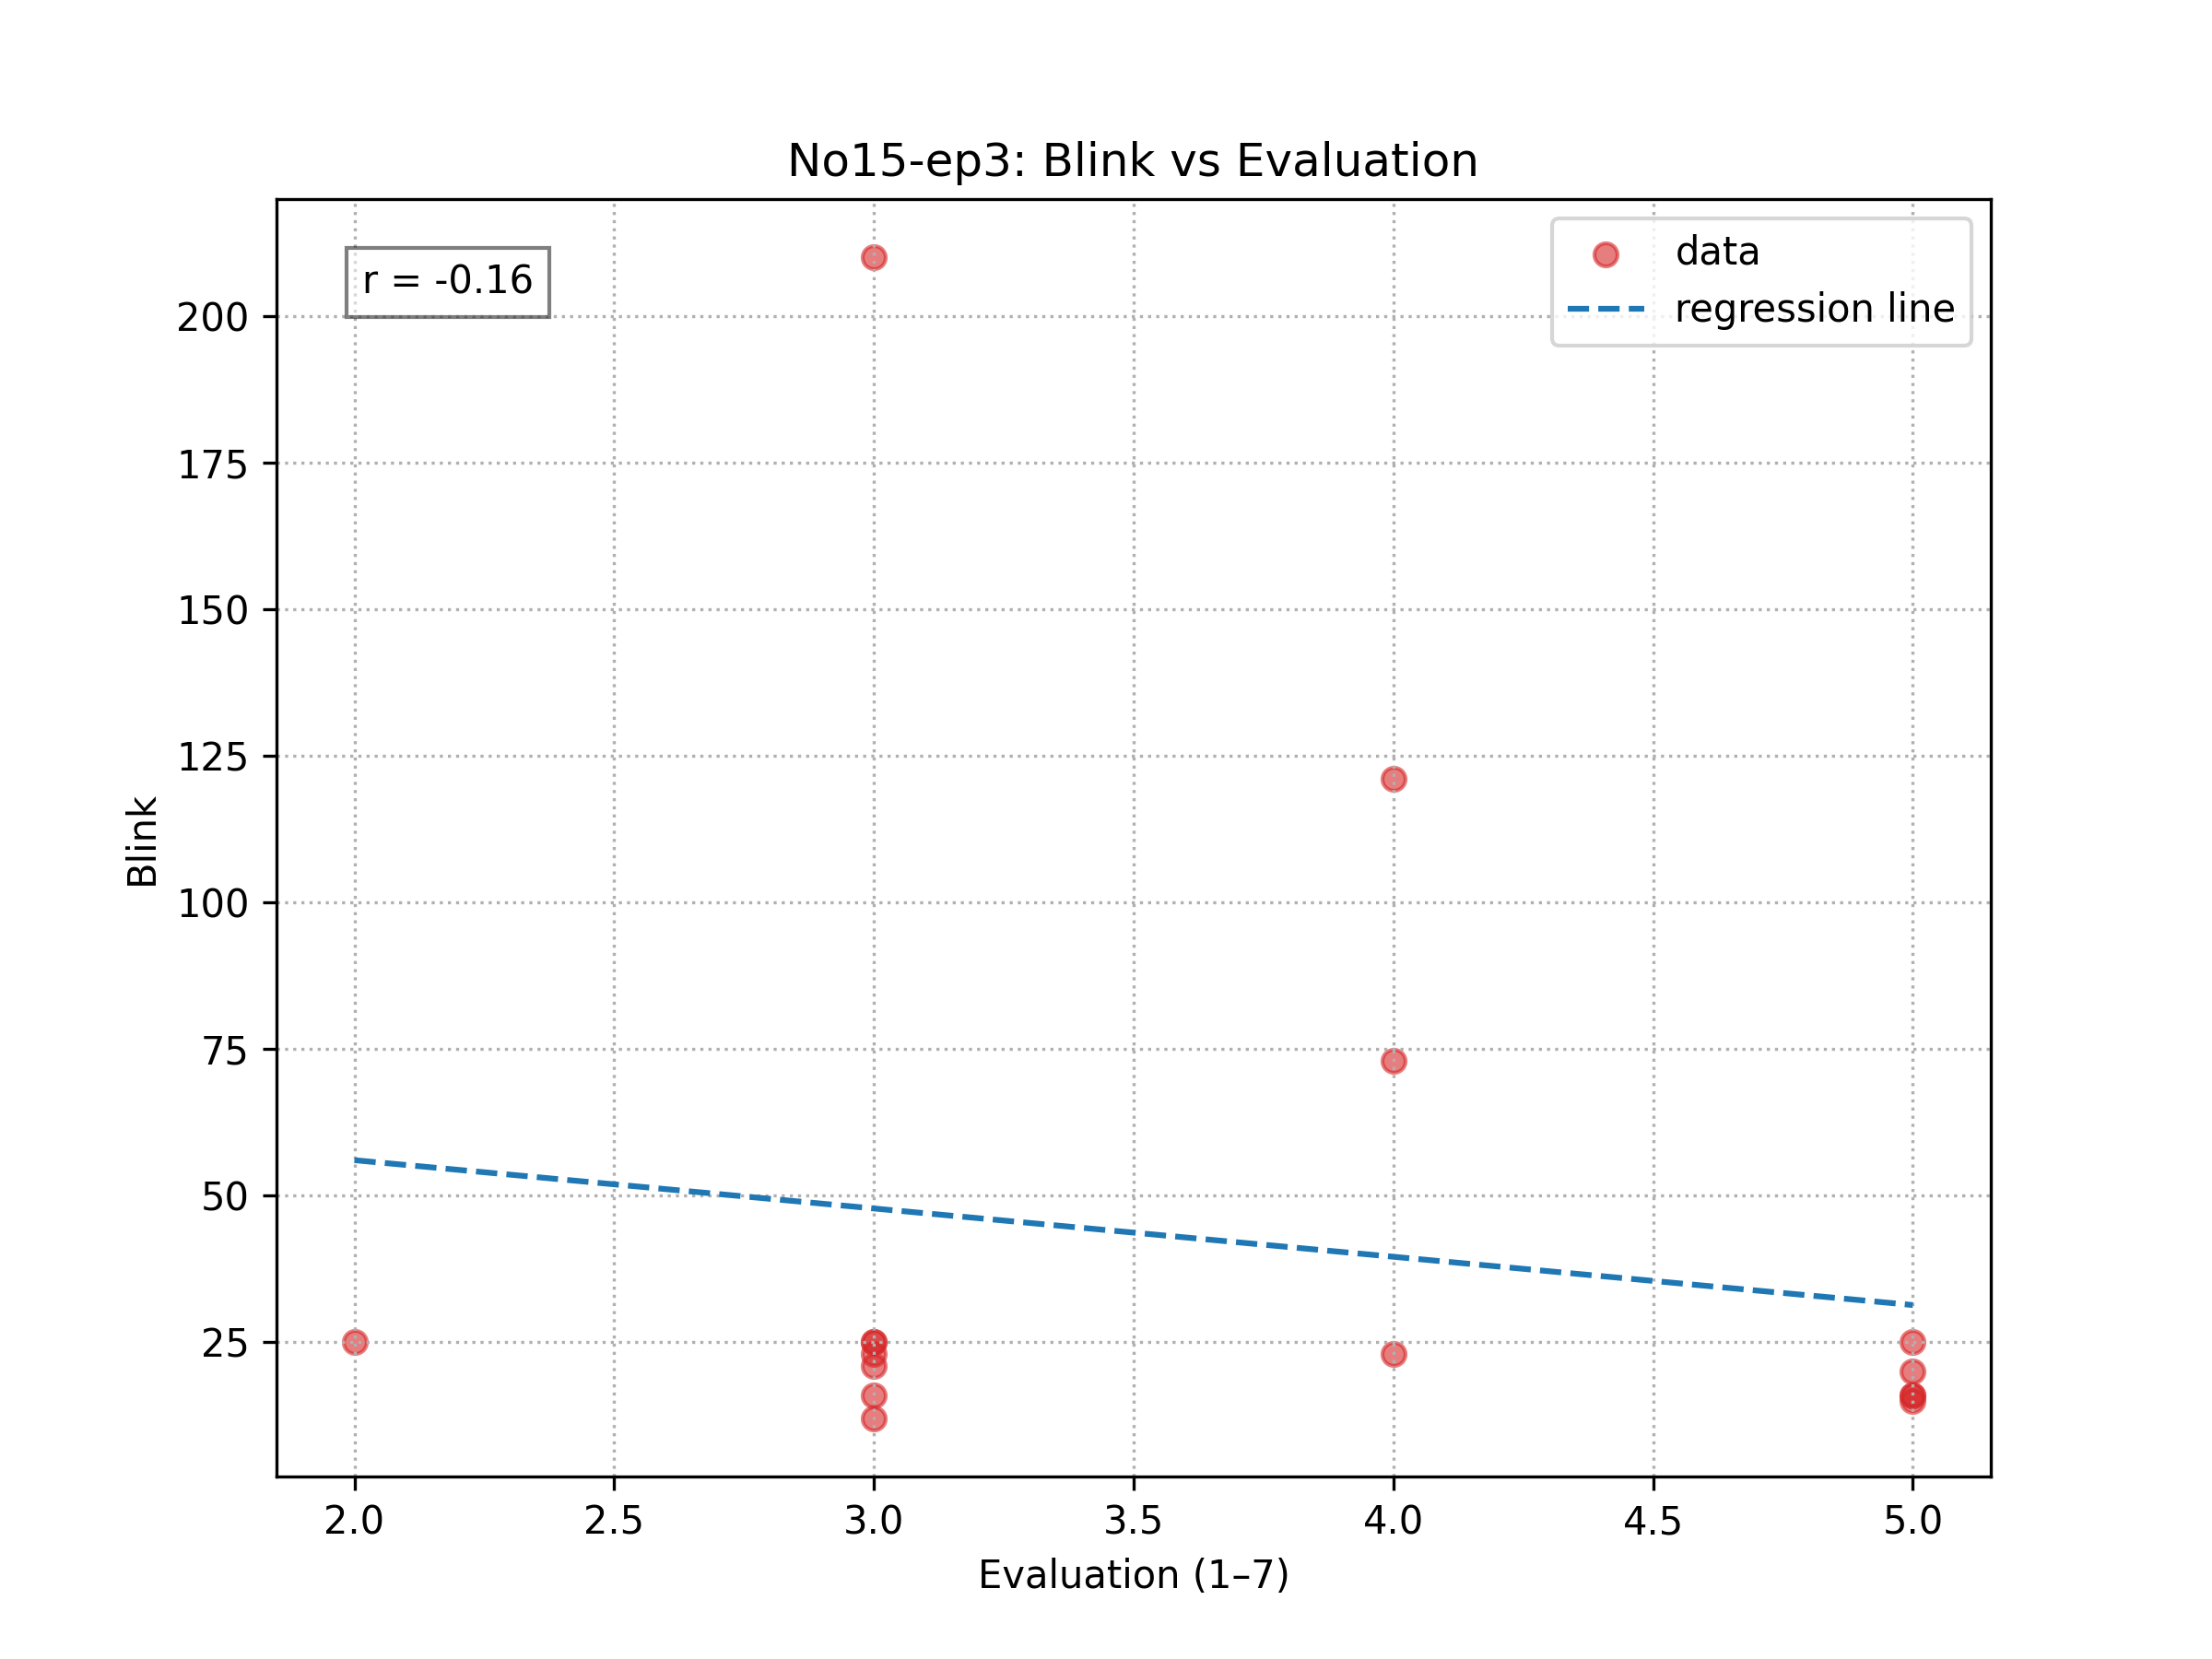 No15-ep3: Blink vs Evaluation
r = -0.16
data
regression line
200
175
150
125
100
75
50
25
Blink
2.0 2.5 3.0 3.5 4.0 4.5 5.0
Evaluation (1–7)